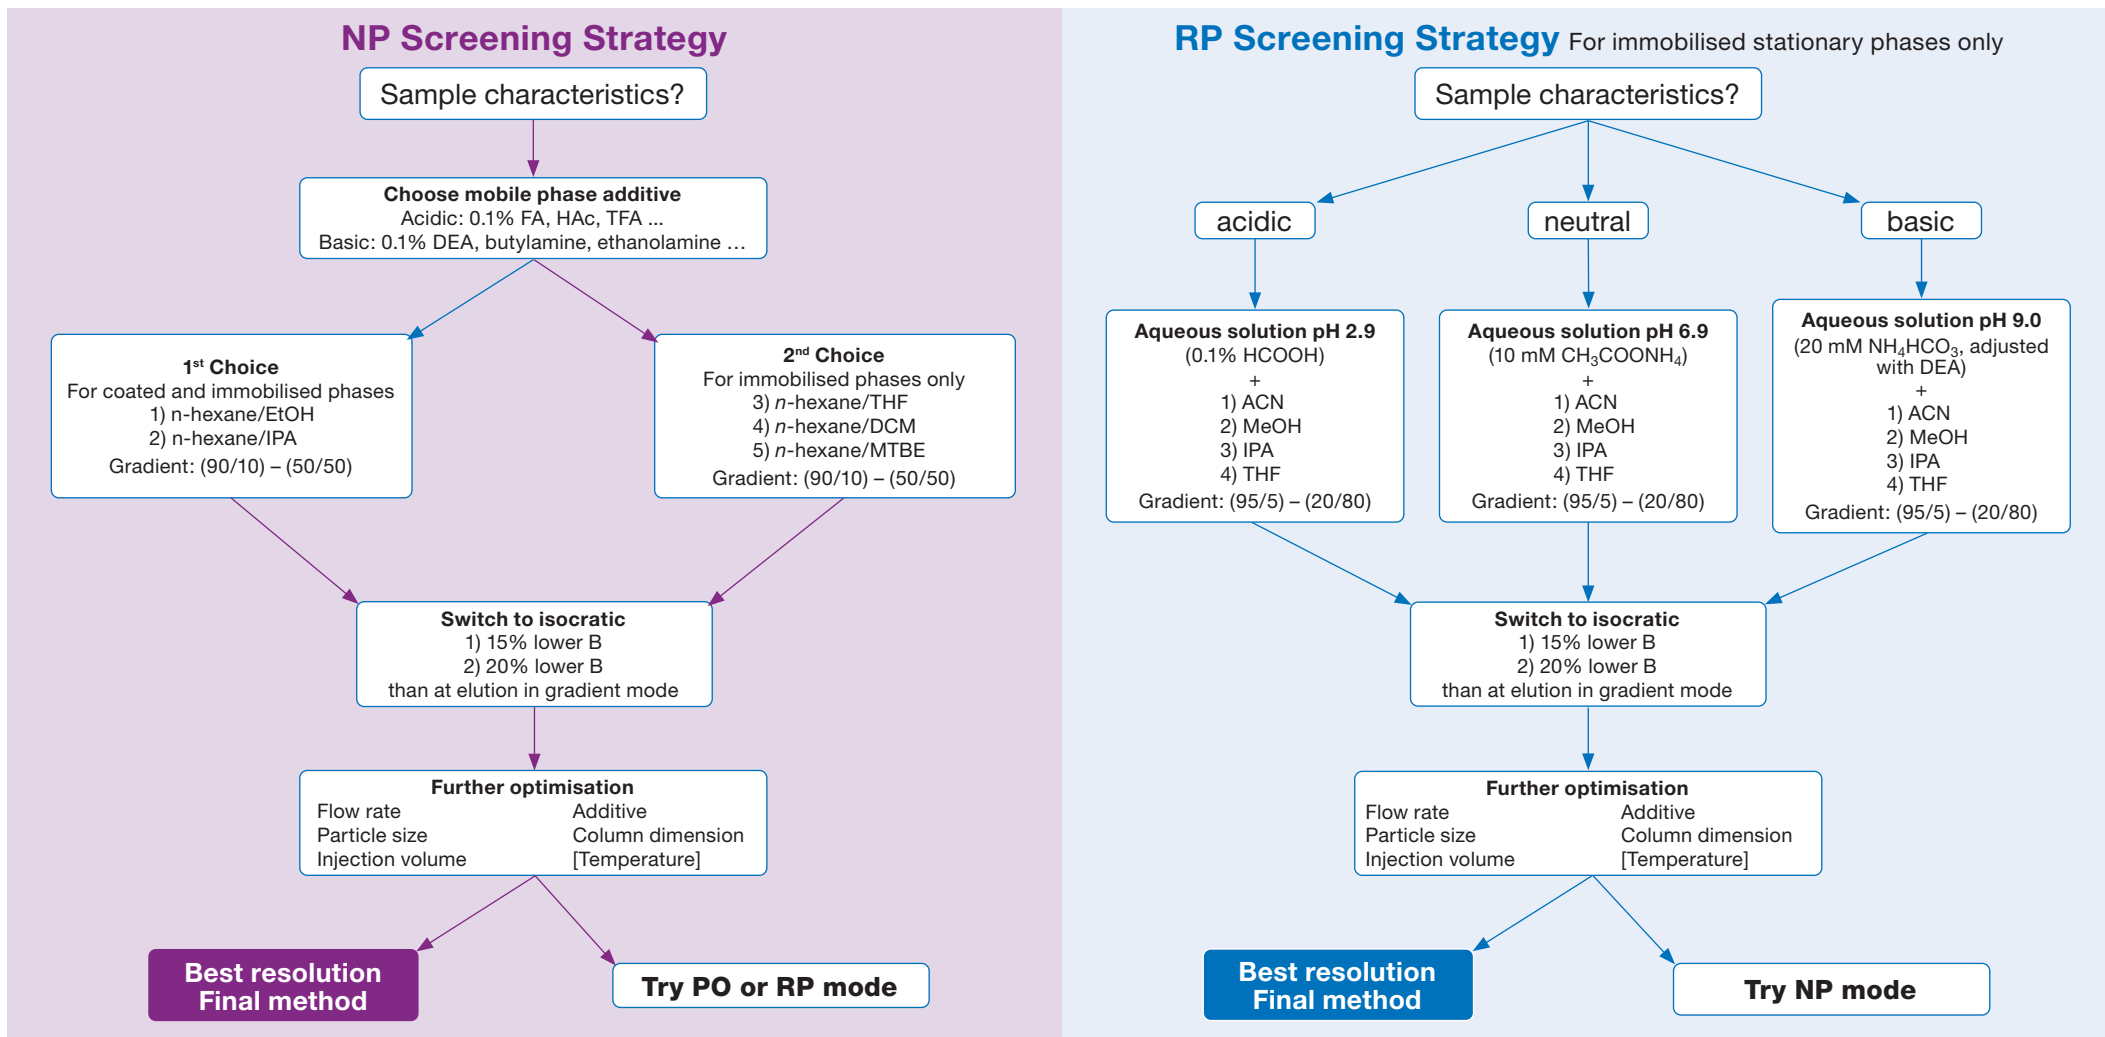 NP Screening Strategy
Sample characteristics?
Choose mobile phase additive
Acidic: 0.1% FA, HAc, TFA ...
Basic: 0.1% DEA, butylamine, ethanolamine …
1st Choice
For coated and immobilised phases
1) n-hexane/EtOH
2) n-hexane/IPA
Gradient: (90/10) – (50/50)
2nd Choice
For immobilised phases only
3) n-hexane/THF
4) n-hexane/DCM
5) n-hexane/MTBE
Gradient: (90/10) – (50/50)
Switch to isocratic
1) 15% lower B
2) 20% lower B
than at elution in gradient mode
Further optimisation
Flow rate Additive
Particle size Column dimension
Injection volume [Temperature]
Best resolution
Final method
Try PO or RP mode
RP Screening Strategy For immobilised stationary phases only
Sample characteristics?
acidic
neutral
basic
Aqueous solution pH 2.9
(0.1% HCOOH)
+
1) ACN
2) MeOH
3) IPA
4) THF
Gradient: (95/5) – (20/80)
Aqueous solution pH 6.9
(10 mM CH₃COONH₄)
+
1) ACN
2) MeOH
3) IPA
4) THF
Gradient: (95/5) – (20/80)
Aqueous solution pH 9.0
(20 mM NH₄HCO₃, adjusted
with DEA)
+
1) ACN
2) MeOH
3) IPA
4) THF
Gradient: (95/5) – (20/80)
Switch to isocratic
1) 15% lower B
2) 20% lower B
than at elution in gradient mode
Further optimisation
Flow rate Additive
Particle size Column dimension
Injection volume [Temperature]
Best resolution
Final method
Try NP mode